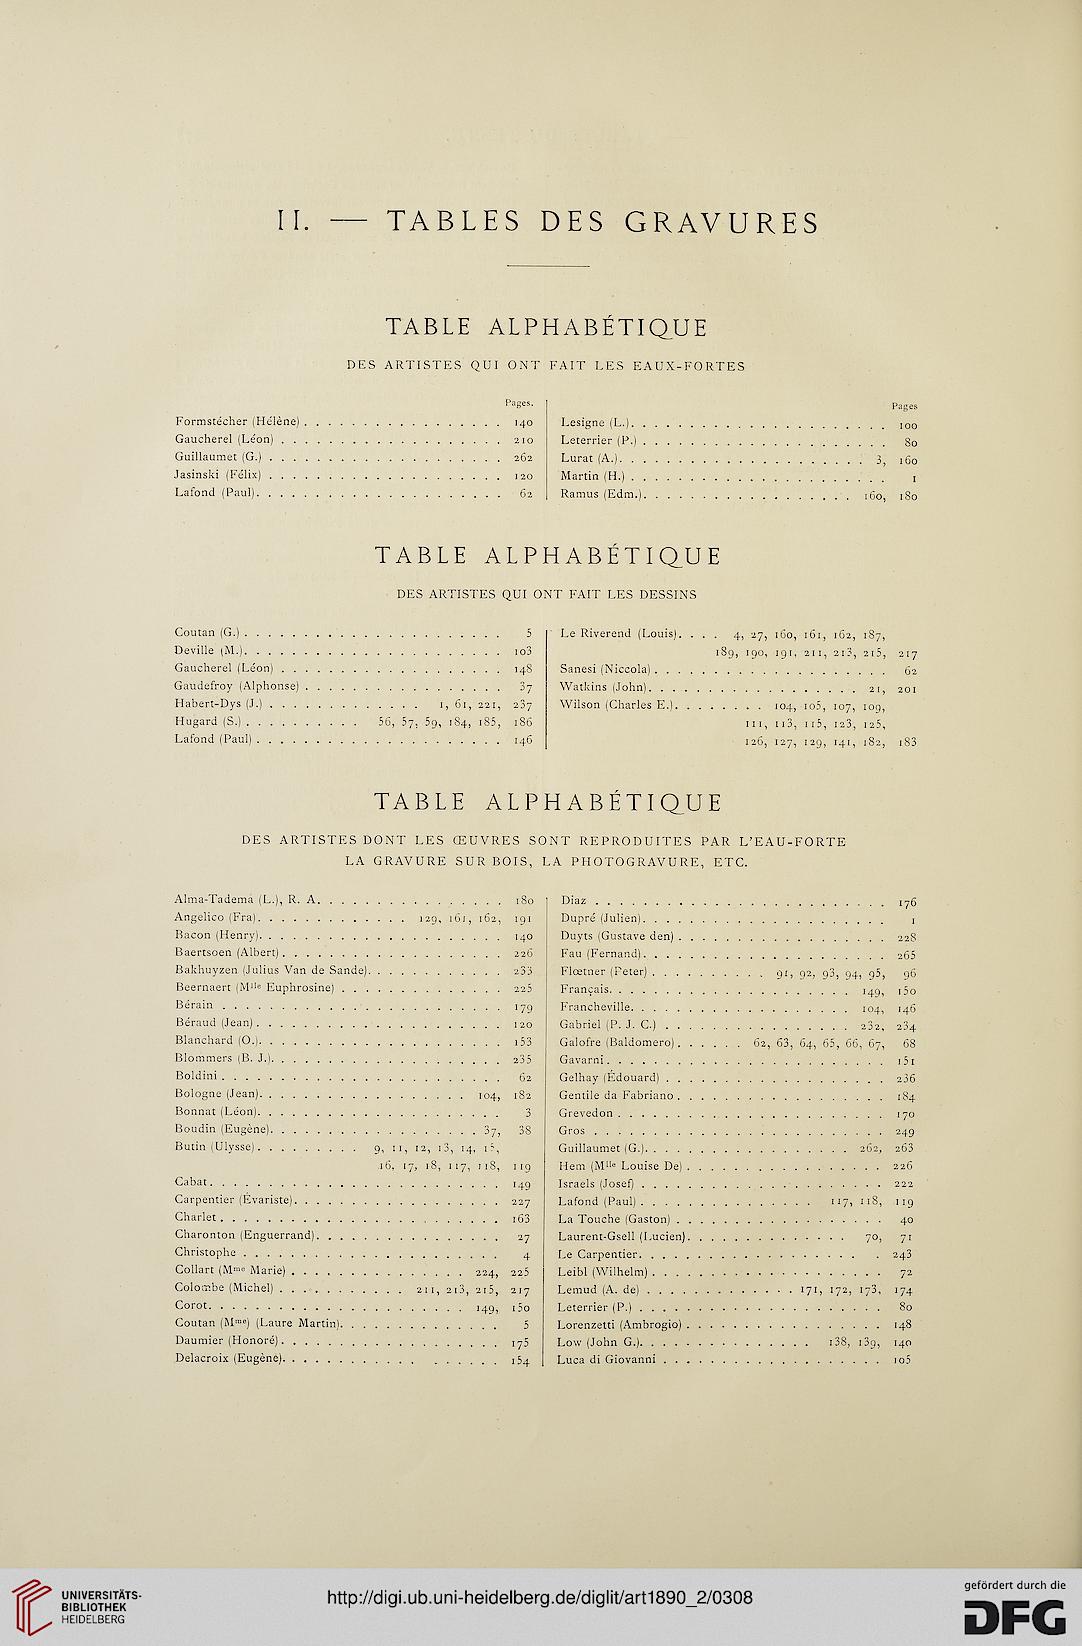 II. — TABLES DES GRAVURES
TABLE ALPHABÉTIQUE
DES ARTISTES QUI ONT FAIT LES EAUX-FORTES
Pages.
Formstécher (Hélène) . . . 140
Gaucherel (Léon) . . . 210
Guillaumet (G.) . . . 262
Jasinski (Félix) . . . 120
Lafond (Paul). . . . 62
Pages
Lesigne (L.). . . . 100
Leterrier (P.) . . . 80
Lurat (A.). . . . 3, 160
Martin (H.) . . . 1
Ramus (Edm.). . . . 160, 180
TABLE ALPHABÉTIQUE
DES ARTISTES QUI ONT FAIT LES DESSINS
Coutan (G.) . . . 5
Deville (M.). . . . 103
Gaucherel (Léon) . . . 148
Gaudefroy (Alphonse) . . . 37
Habert-Dys (J.) . . . 1, 61, 221, 237
Hugard (S.) . . . 56, 57, 59, 184, 185, 186
Lafond (Paul) . . . 146
Le Riverend (Louis). . . . 4, 27, 160, 161, 162, 187,
189, 190, 191, 211, 213, 215, 217
Sanesi (Niccola) . . . 62
Watkins (John). . . . 21, 201
Wilson (Charles E.). . . . 104, 105, 107, 109,
111, 113, 115, 123, 125,
126, 127, 129, 141, 182, 183
TABLE ALPHABÉTIQUE
DES ARTISTES DONT LES ŒUVRES SONT REPRODUITES PAR L'EAU-FORTE
LA GRAVURE SUR BOIS, LA PHOTOGRAVURE, ETC.
Alma-Tadema (L.), R. A. . . . 180
Angelico (Fra). . . . 129, 161, 162, 191
Bacon (Henry). . . . 140
Baertsoen (Albert) . . . 226
Bakhuyzen (Julius Van de Sande). . . . 233
Beernaert (Mlle Euphrosine) . . . 225
Bérain . . . 179
Béraud (Jean) . . . 120
Blanchard (O.). . . . 153
Blommers (B. J.). . . . 235
Boldini . . . 62
Bologne (Jean). . . . 104, 182
Bonnat (Léon). . . . 3
Boudin (Eugène). . . . 37, 38
Butin (Ulysse) . . . 9, 11, 12, 13, 14, 15,
16, 17, 18, 117, 118, 119
Cabat. . . . 149
Carpentier (Évariste). . . . 227
Charlet . . . 163
Charonton (Enguerrand). . . . 27
Christophe . . . 4
Collart (Mme Marie) . . . 224, 225
Colombe (Michel) . . . 211, 213, 215, 217
Corot. . . . 149, 150
Coutan (Mme) (Laure Martin). . . . 5
Daumier (Honoré). . . . 175
Delacroix (Eugène). . . . 154
Diaz . . . 176
Dupré (Julien). . . . 1
Duyts (Gustave den) . . . 228
Fau (Fernand). . . . 265
Flœtner (Peter) . . . 91, 92, 93, 94, 95, 96
Français. . . . 149, 150
Francheville. . . . 104, 146
Gabriel (P. J. C.) . . . 232, 234
Galofre (Baldomero) . . . 62, 63, 64, 65, 66, 67, 68
Gavarni . . . 151
Gelhay (Édouard) . . . 236
Gentile da Fabriano . . . 184
Grevedon . . . 170
Gros . . . 249
Guillaumet (G.). . . . 262, 263
Hem (Mlle Louise De) . . . 226
Israels (Josef) . . . 222
Lafond (Paul) . . . 117, 118, 119
La Touche (Gaston) . . . 40
Laurent-Gsell (Lucien). . . . 70, 71
Le Carpentier. . . . 243
Leibl (Wilhelm) . . . 72
Lemud (A. de) . . . 171, 172, 173, 174
Leterrier (P.) . . . 80
Lorenzetti (Ambrogio) . . . 148
Low (John G.). . . . 138, 139, 140
Luca di Giovanni . . . 105
UNIVERSITÄTS-
BIBLIOTHEK
HEIDELBERG
http://digi.ub.uni-heidelberg.de/diglit/art1890_2/0308
gefördert durch die
DFG